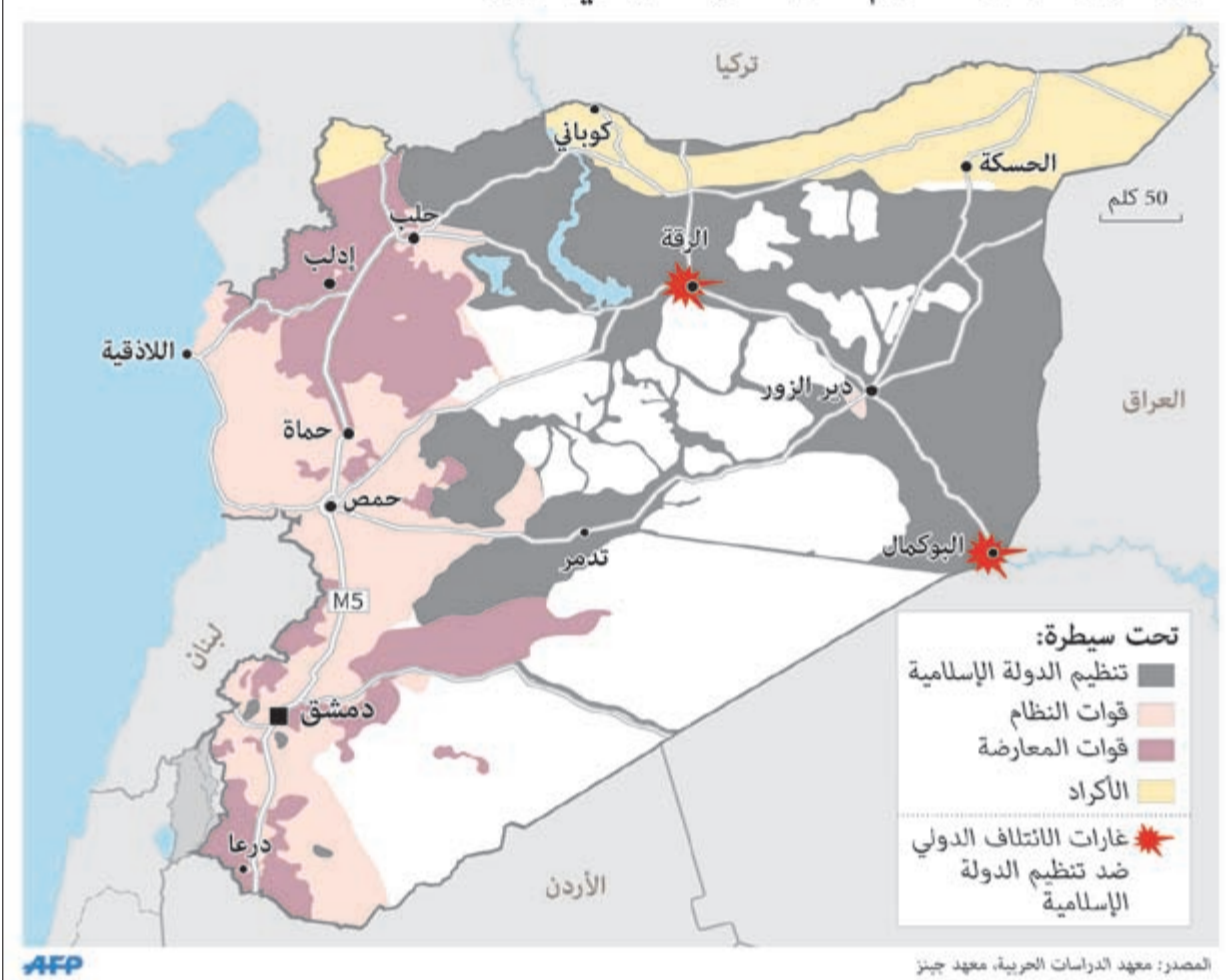 تركيا
كوباني
الحسكة
50 كلم
حلب
الرقة
إدلب
اللاذقية
دير الزور
العراق
حماة
حمص
البوكمال
تدمر
M5
لبنان
دمشق
درعا
الأردن
تحت سيطرة:
تنظيم الدولة الإسلامية
قوات النظام
قوات المعارضة
الأكراد
غارات الائتلاف الدولي
ضد تنظيم الدولة
الإسلامية
AFP
المصدر: معهد الدراسات الحربية، معهد جينز